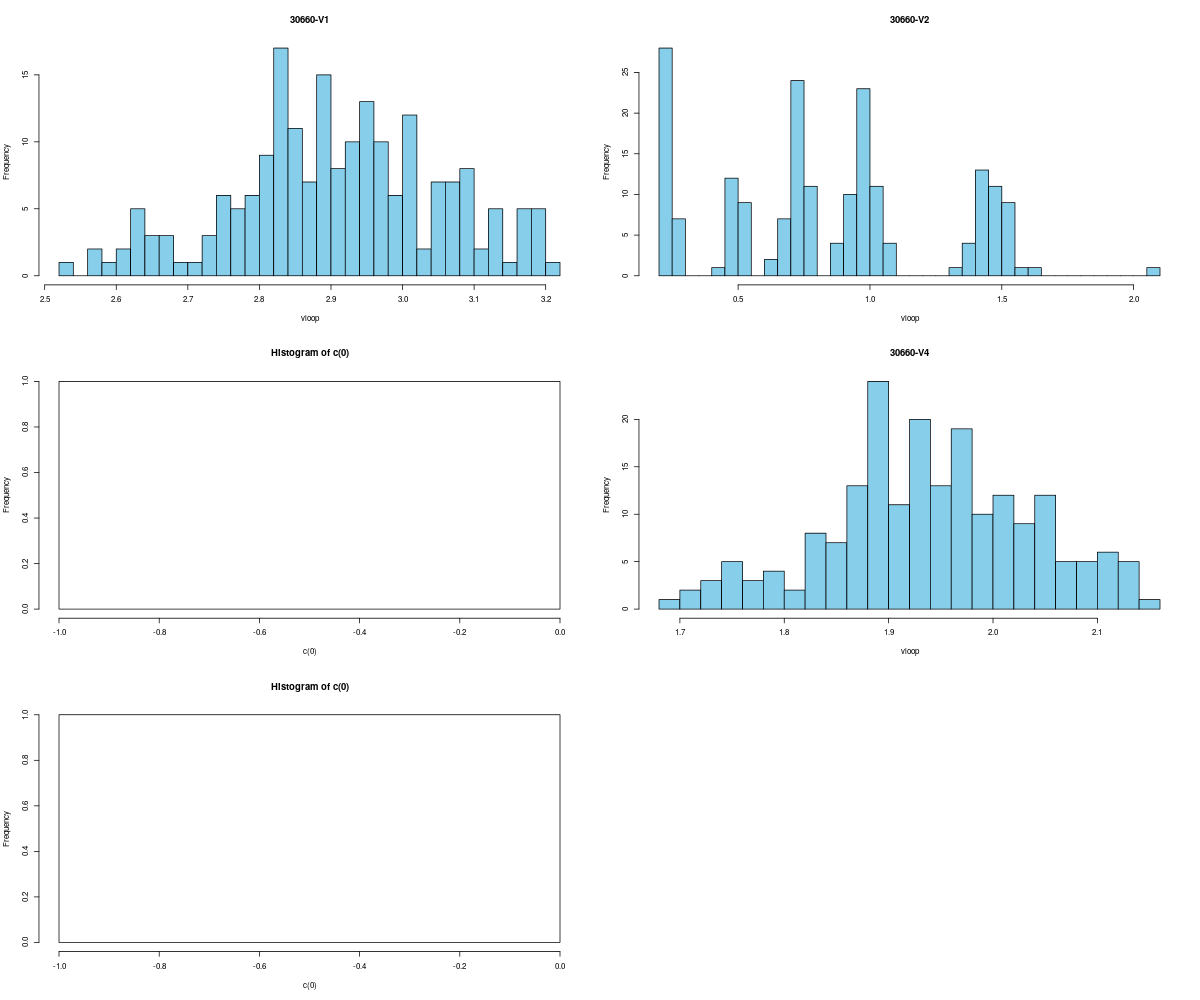 30660-V1
Frequency
15
10
5
0
2.5 2.6 2.7 2.8 2.9 3.0 3.1 3.2
vloop
30660-V2
Frequency
25
20
15
10
5
0
0.5 1.0 1.5 2.0
vloop
Histogram of c(0)
Frequency
1.0
0.8
0.6
0.4
0.2
0.0
-1.0 -0.8 -0.6 -0.4 -0.2 0.0
c(0)
30660-V4
Frequency
20
15
10
5
0
1.7 1.8 1.9 2.0 2.1
vloop
Histogram of c(0)
Frequency
1.0
0.8
0.6
0.4
0.2
0.0
-1.0 -0.8 -0.6 -0.4 -0.2 0.0
c(0)